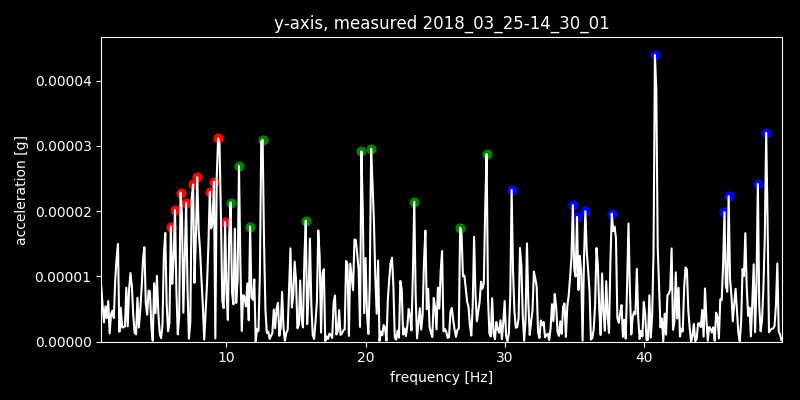 y-axis, measured 2018_03_25-14_30_01
0.00004
0.00003
0.00002
0.00001
0.00000
acceleration [g]
10 20 30 40
frequency [Hz]